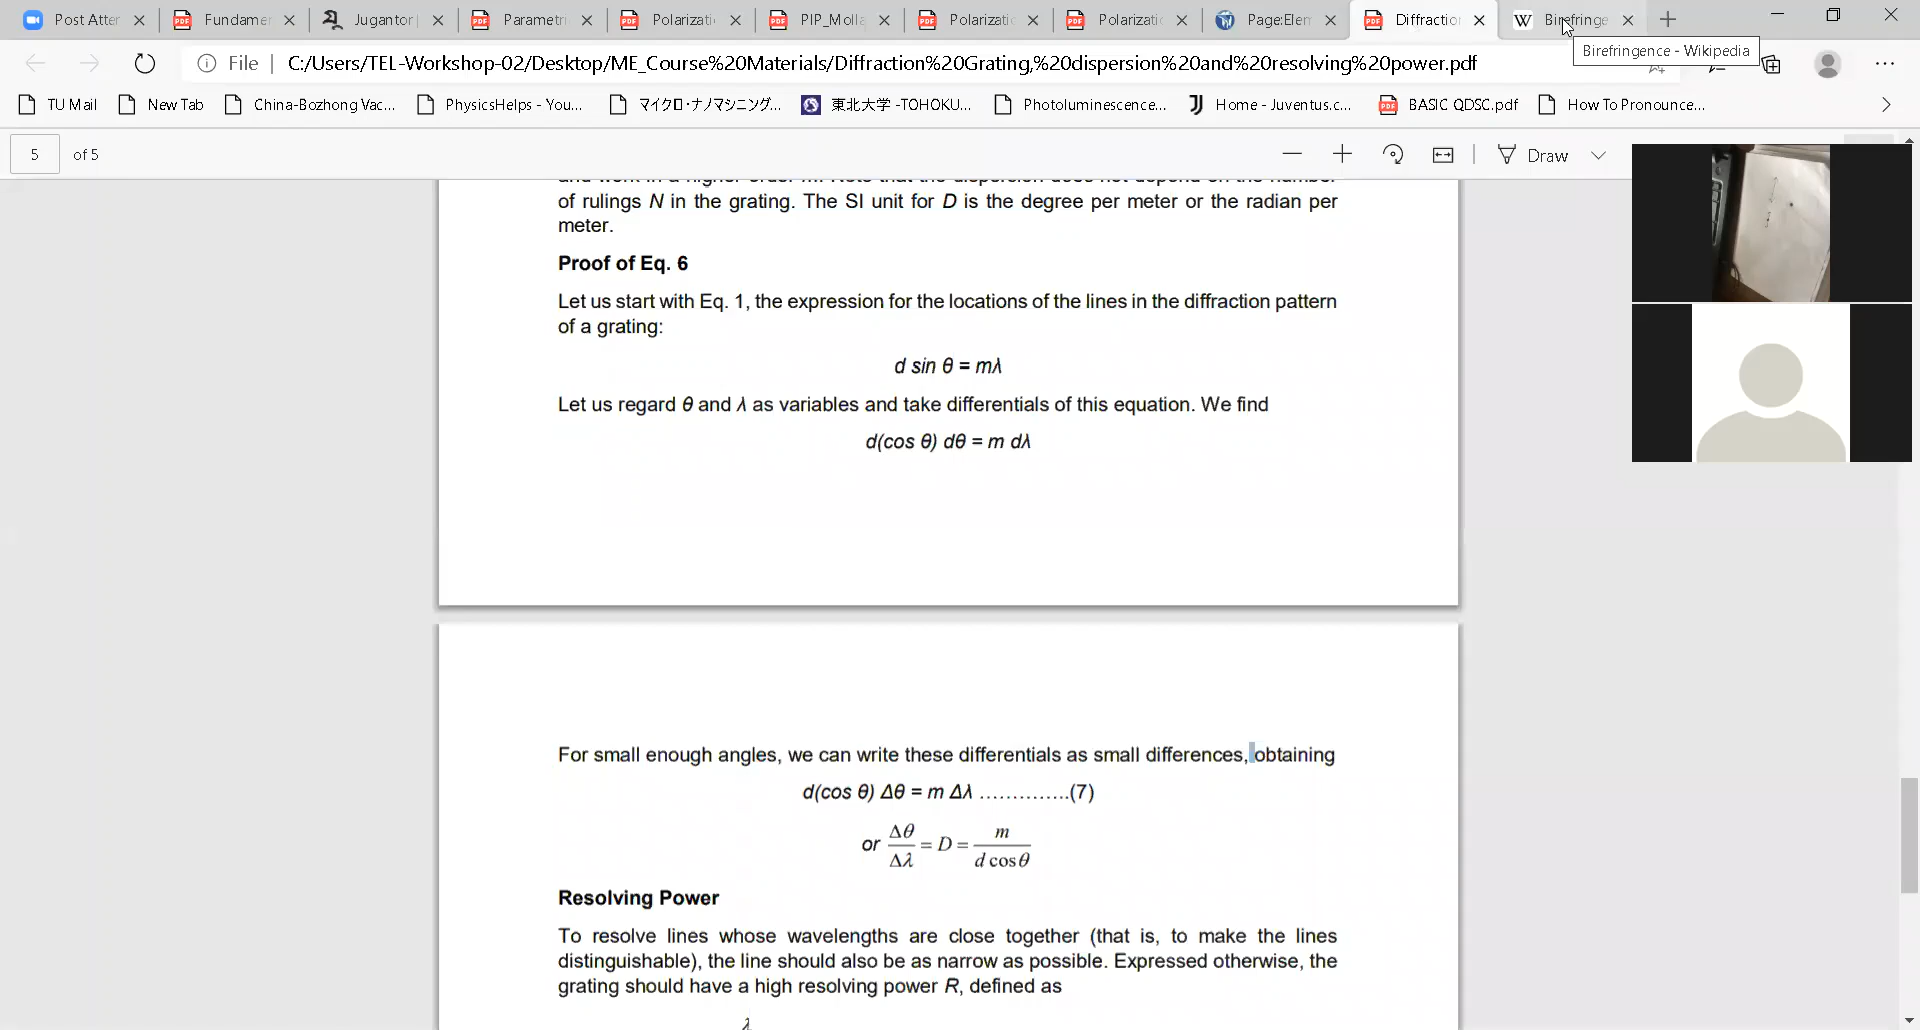 Post Atter
Fundamer
Jugantor
Parametri
Polarizati
PIP_Molla
Polarizatio
Polarizatio
Page:Elem
Diffraction
Birefringe
Birefringence - Wikipedia
File
C:/Users/TEL-Workshop-02/Desktop/ME_Course%20Materials/Diffraction%20Grating,%20dispersion%20and%20resolving%20power.pdf
TU Mail
New Tab
China-Bozhong Vac...
PhysicsHelps - You...
マイクロ・ナノマシニング...
東北大学 -TOHOKU...
Photoluminescence...
Home - Juventus.c...
BASIC QDSC.pdf
How To Pronounce...
5 of 5
Draw
of rulings N in the grating. The SI unit for D is the degree per meter or the radian per
meter.
Proof of Eq. 6
Let us start with Eq. 1, the expression for the locations of the lines in the diffraction pattern
of a grating:
d sin θ = mλ
Let us regard θ and λ as variables and take differentials of this equation. We find
d(cos θ) dθ = m dλ
For small enough angles, we can write these differentials as small differences, obtaining
d(cos θ) Δθ = m Δλ …………..(7)
or Δθ/Δλ = D = m/d cosθ
Resolving Power
To resolve lines whose wavelengths are close together (that is, to make the lines
distinguishable), the line should also be as narrow as possible. Expressed otherwise, the
grating should have a high resolving power R, defined as
λ